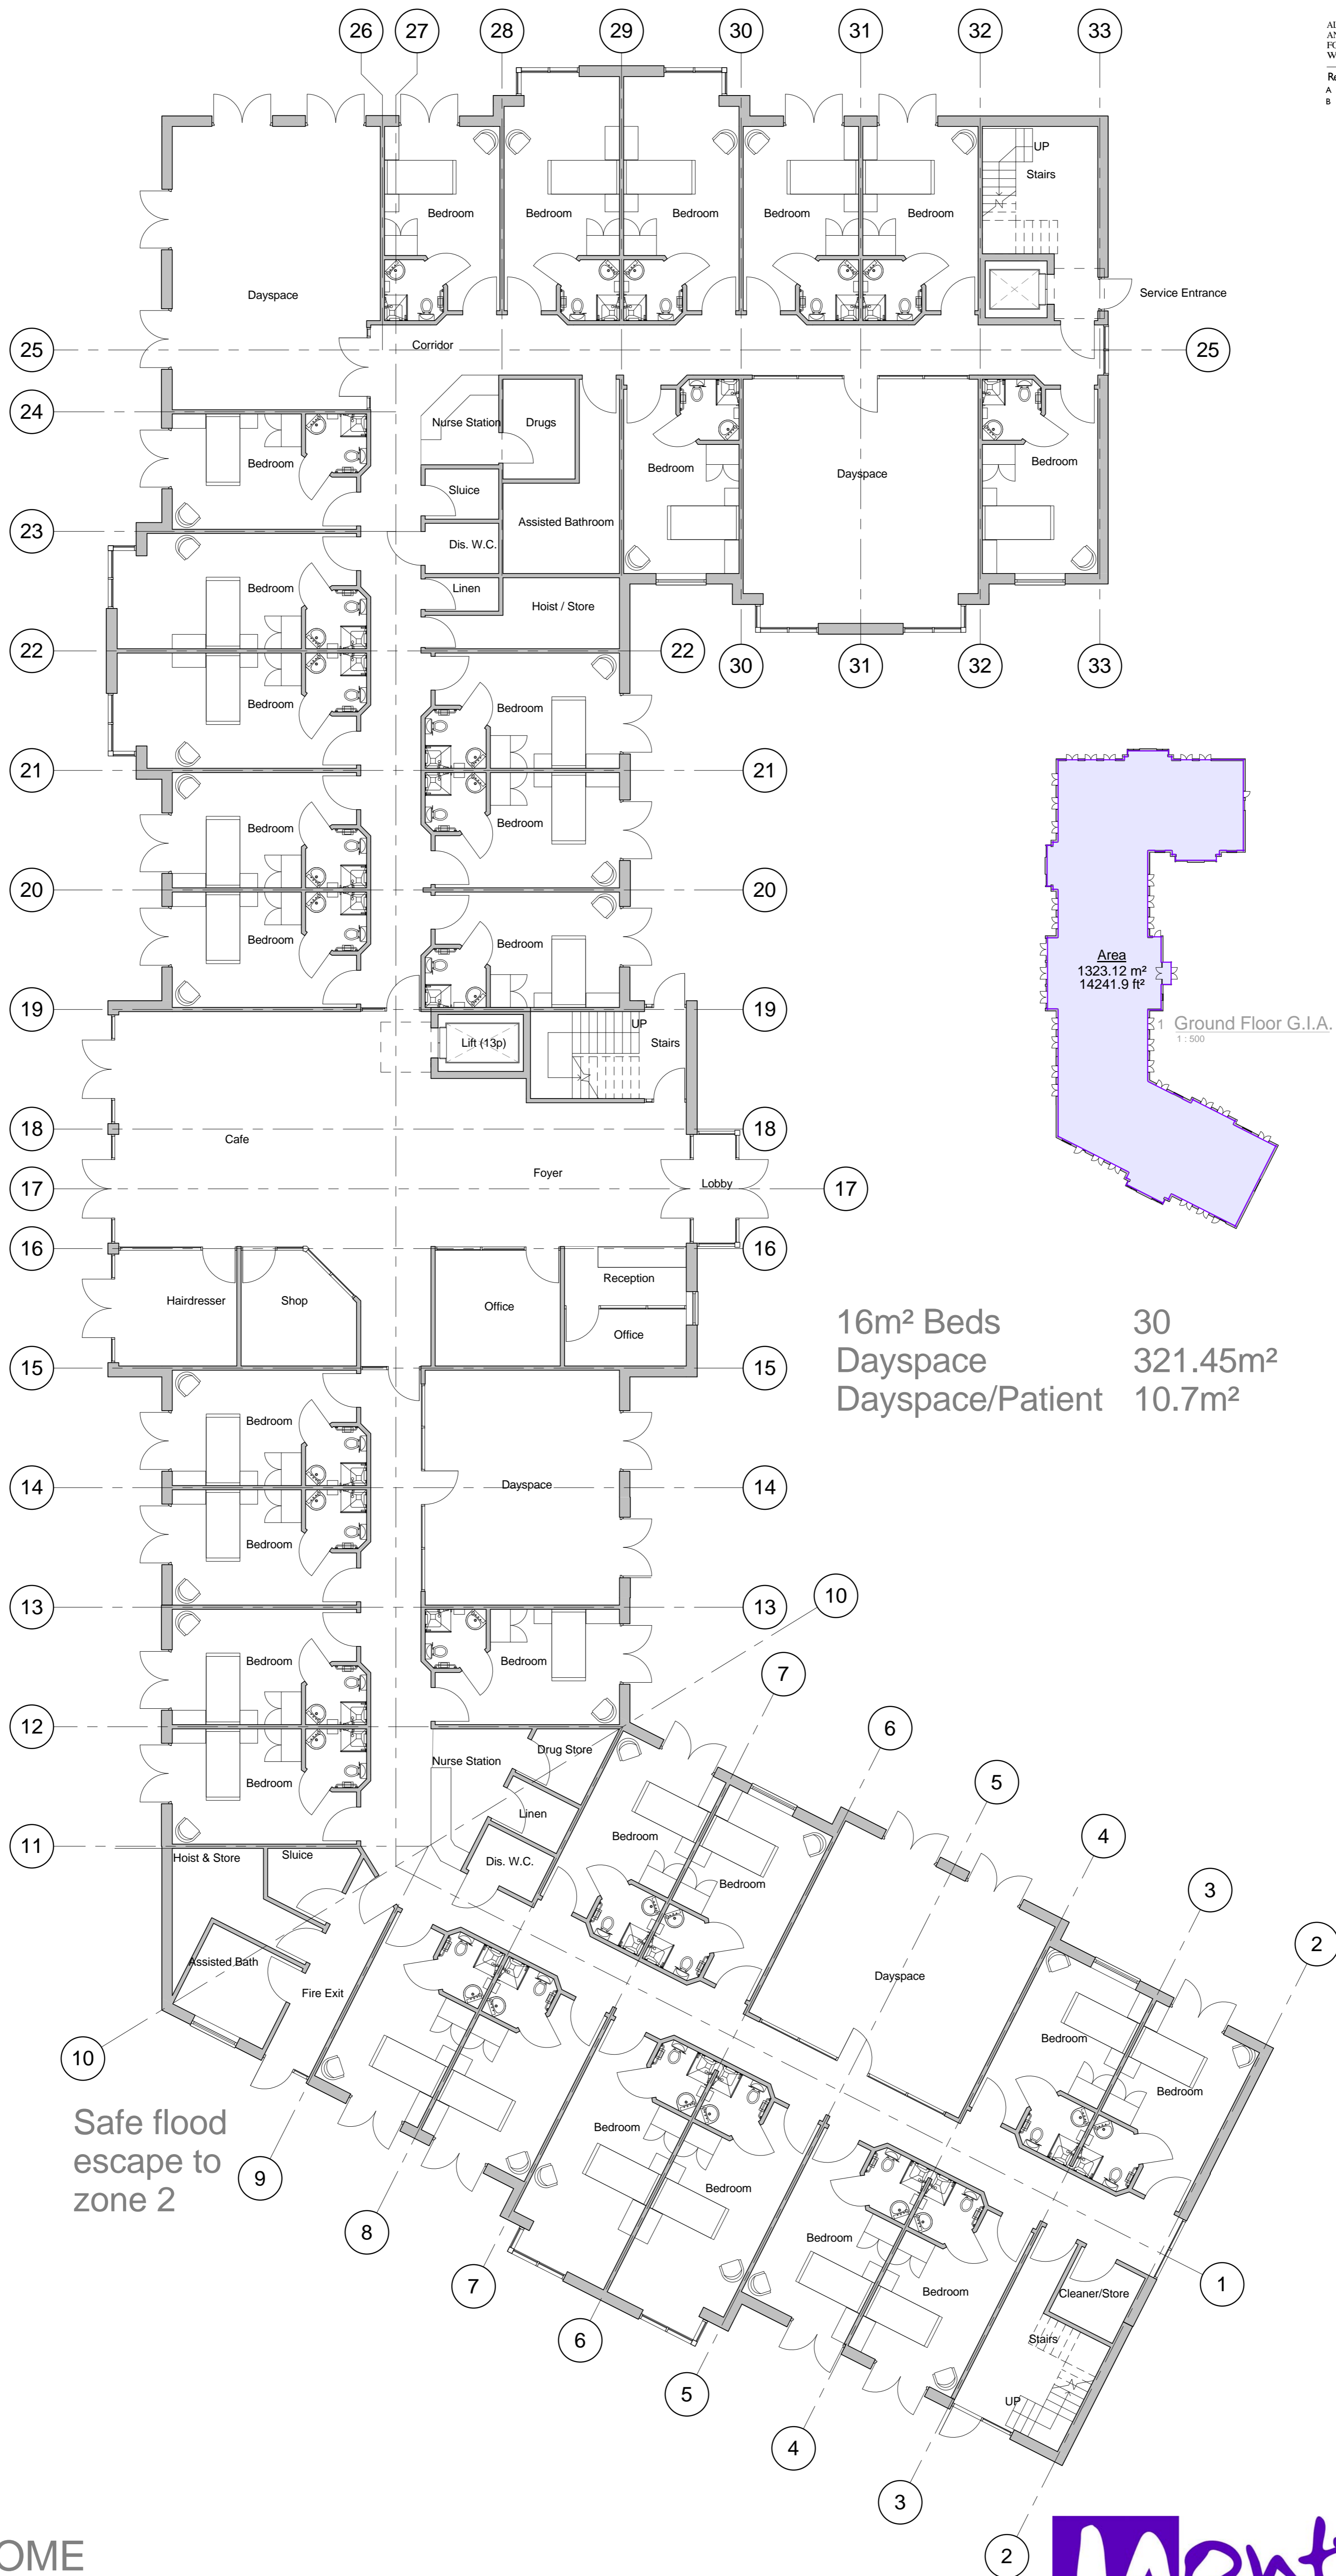 26 27 28 29 30 31 32 33
A
B
UP
Stairs
Bedroom Bedroom Bedroom Bedroom Bedroom
Dayspace
Service Entrance
Corridor
25 25
24
Nurse Station Drugs
Bedroom
Bedroom Dayspace Bedroom
Sluice
23
Assisted Bathroom
Dis. W.C.
Bedroom
Linen
Hoist / Store
22 22 30 31 32 33
Bedroom
Bedroom
21 21
Bedroom
Bedroom
20 20
Bedroom
Bedroom
Area
1323.12 m²
14241.9 ft²
1 Ground Floor G.I.A.
1 : 500
19 19
UP
Lift (13p)
Stairs
18 18
Cafe
Foyer
Lobby
17 17
16 16
Reception
Hairdresser Shop Office
Office
15 15
16m² Beds 30
Dayspace 321.45m²
Dayspace/Patient 10.7m²
Bedroom
14 Dayspace 14
Bedroom
13 13
10
Bedroom Bedroom
7
12
6
Drug Store
Nurse Station
5
Bedroom
Linen
4
11
Bedroom
Hoist & Store Sluice
Dis. W.C.
Bedroom
3
2
Assisted Bath
Dayspace
Fire Exit
Bedroom
10
Bedroom
Safe flood
escape to
zone 2
Bedroom
9
Bedroom
8
Bedroom
7
Bedroom
Cleaner/Store
1
6
Stairs
5
UP
4
3
2
OME